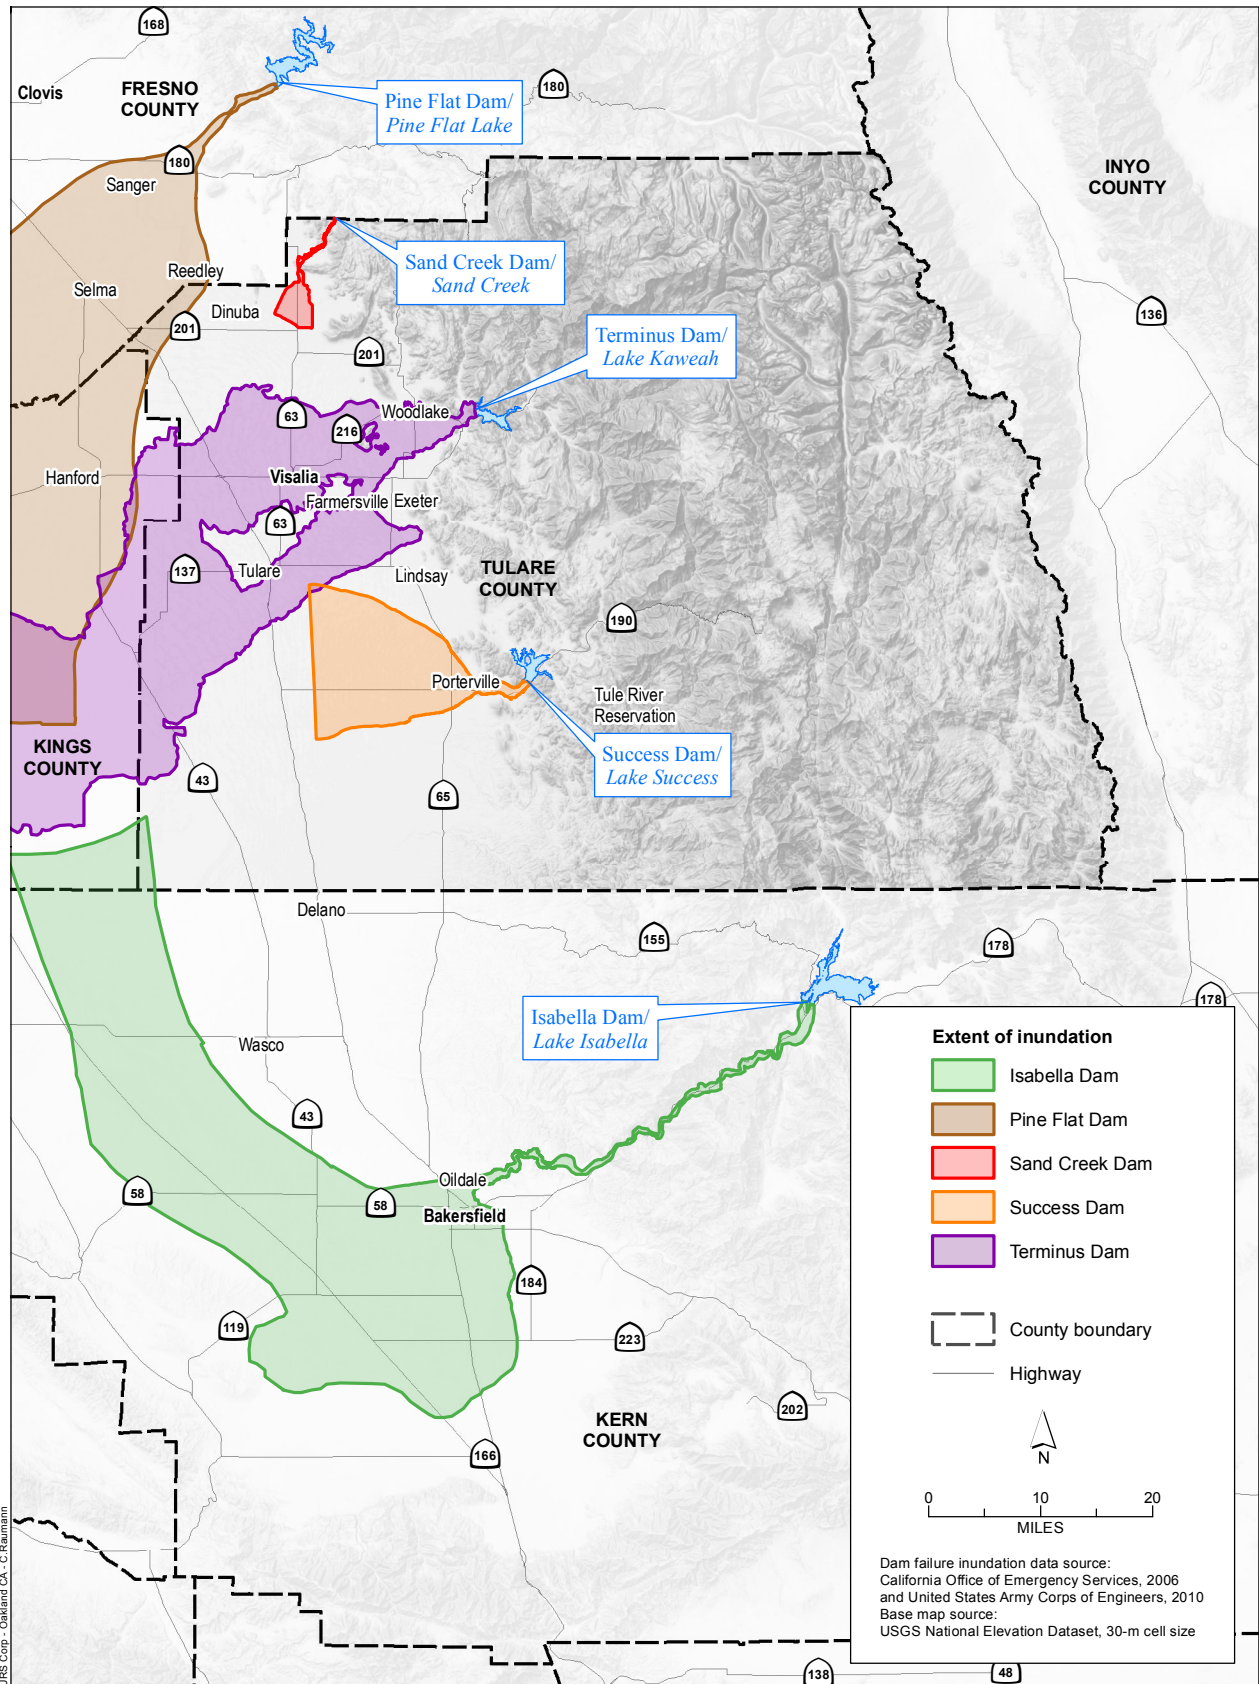 168
Clovis
FRESNO
COUNTY
Pine Flat Dam/
Pine Flat Lake
180
180
Sanger
INYO
COUNTY
Sand Creek Dam/
Sand Creek
Reedley
Selma
Dinuba
201
136
Terminus Dam/
Lake Kaweah
201
63
216
Woodlake
Hanford
Visalia
Farmersville
Exeter
63
137
Tulare
Lindsay
TULARE
COUNTY
190
Porterville
Tule River
Reservation
KINGS
COUNTY
Success Dam/
Lake Success
43
65
Delano
155
178
178
Isabella Dam/
Lake Isabella
Wasco
43
Oildale
58
58
Bakersfield
184
119
223
202
KERN
COUNTY
166
138
48
Extent of inundation
Isabella Dam
Pine Flat Dam
Sand Creek Dam
Success Dam
Terminus Dam
County boundary
Highway
N
0 10 20
MILES
Dam failure inundation data source:
California Office of Emergency Services, 2006
and United States Army Corps of Engineers, 2010
Base map source:
USGS National Elevation Dataset, 30-m cell size
URS Corp - Oakland CA - C.Raumann